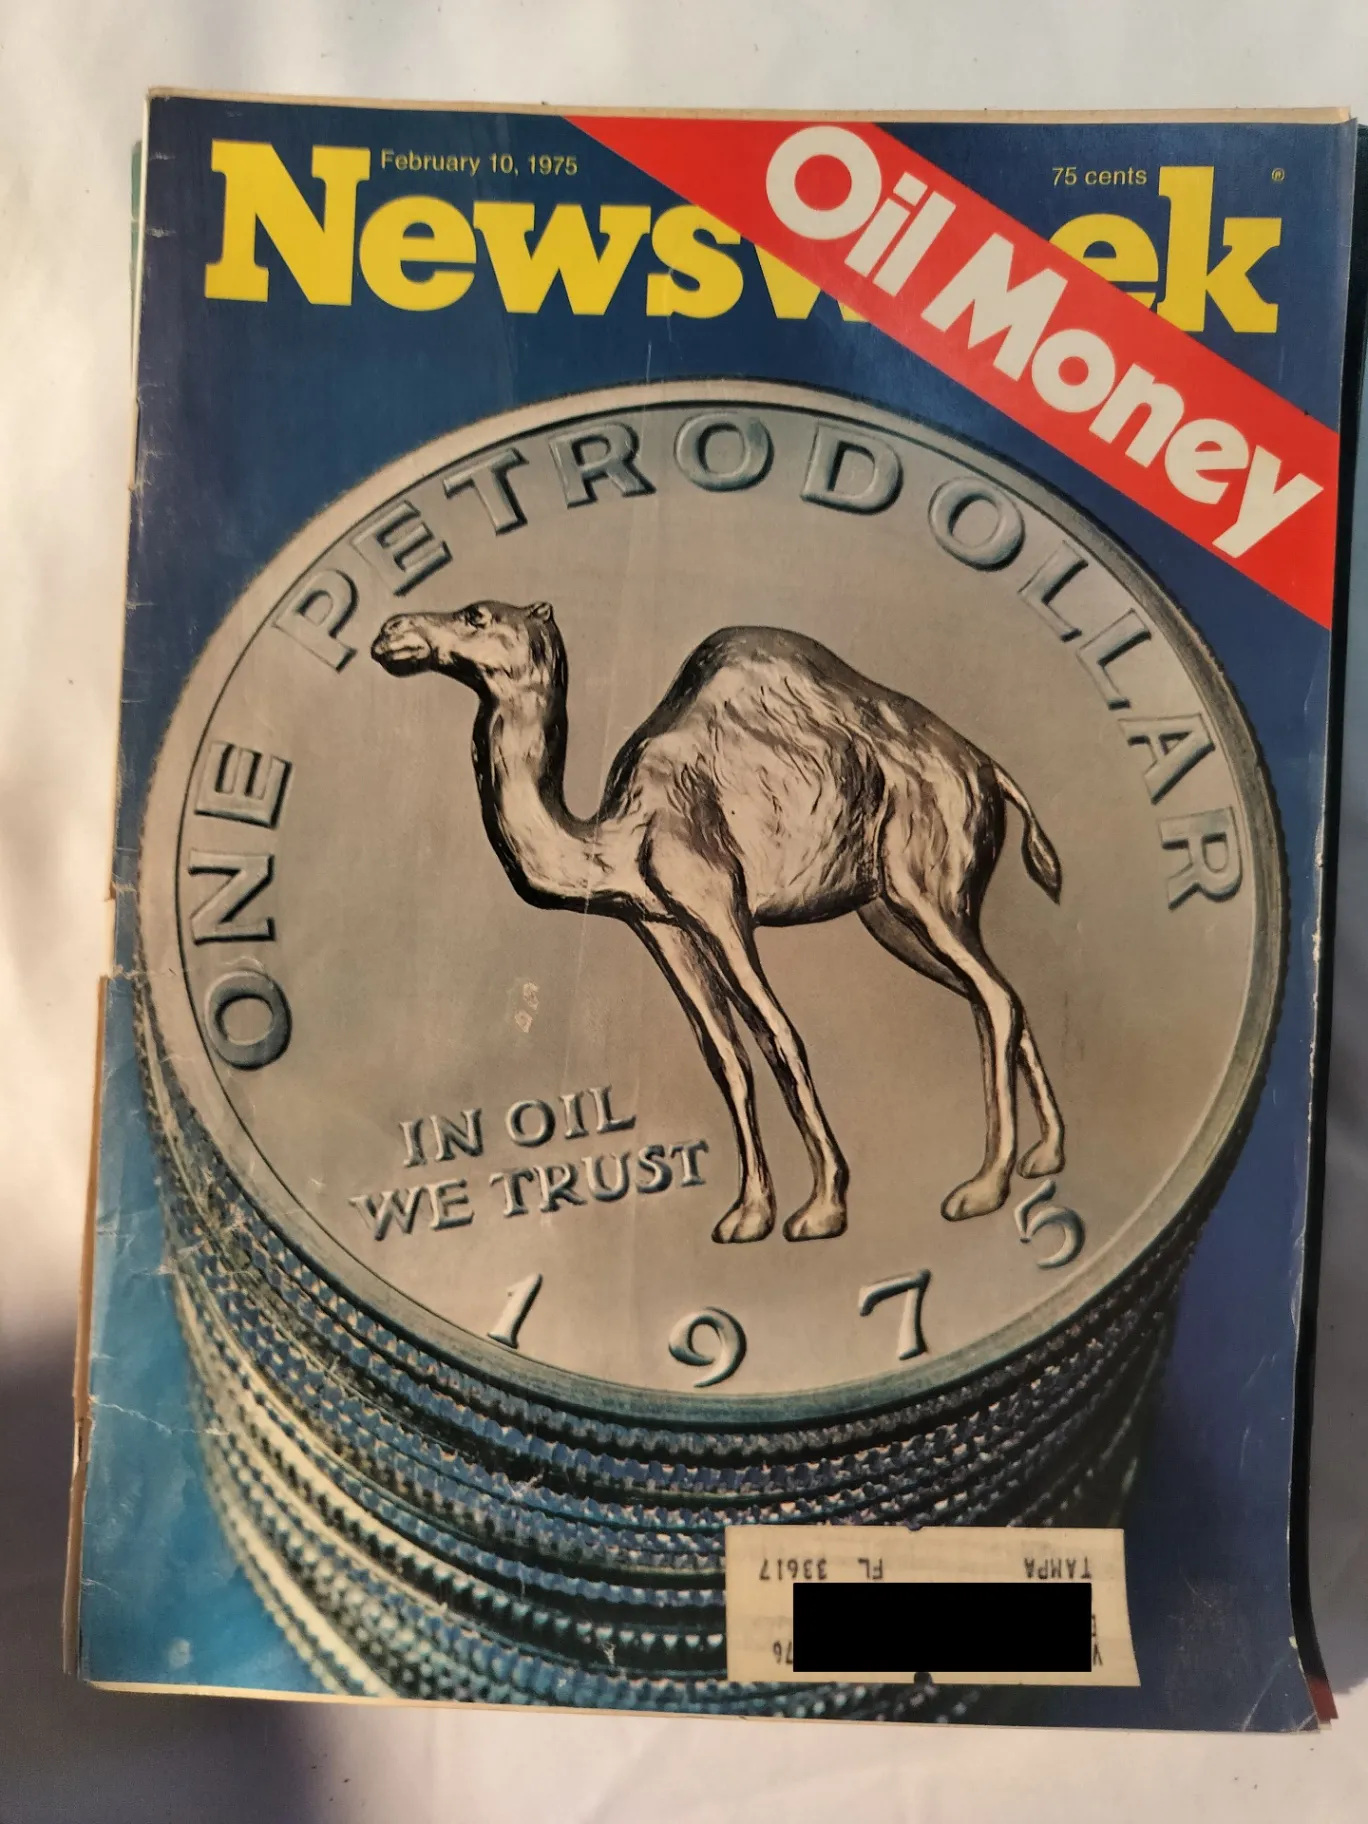 Newsweek
February 10, 1975
75 cents
®
Oil Money
ONE PETRODOLLAR
IN OIL
WE TRUST
1975
TAMPA FL 33617